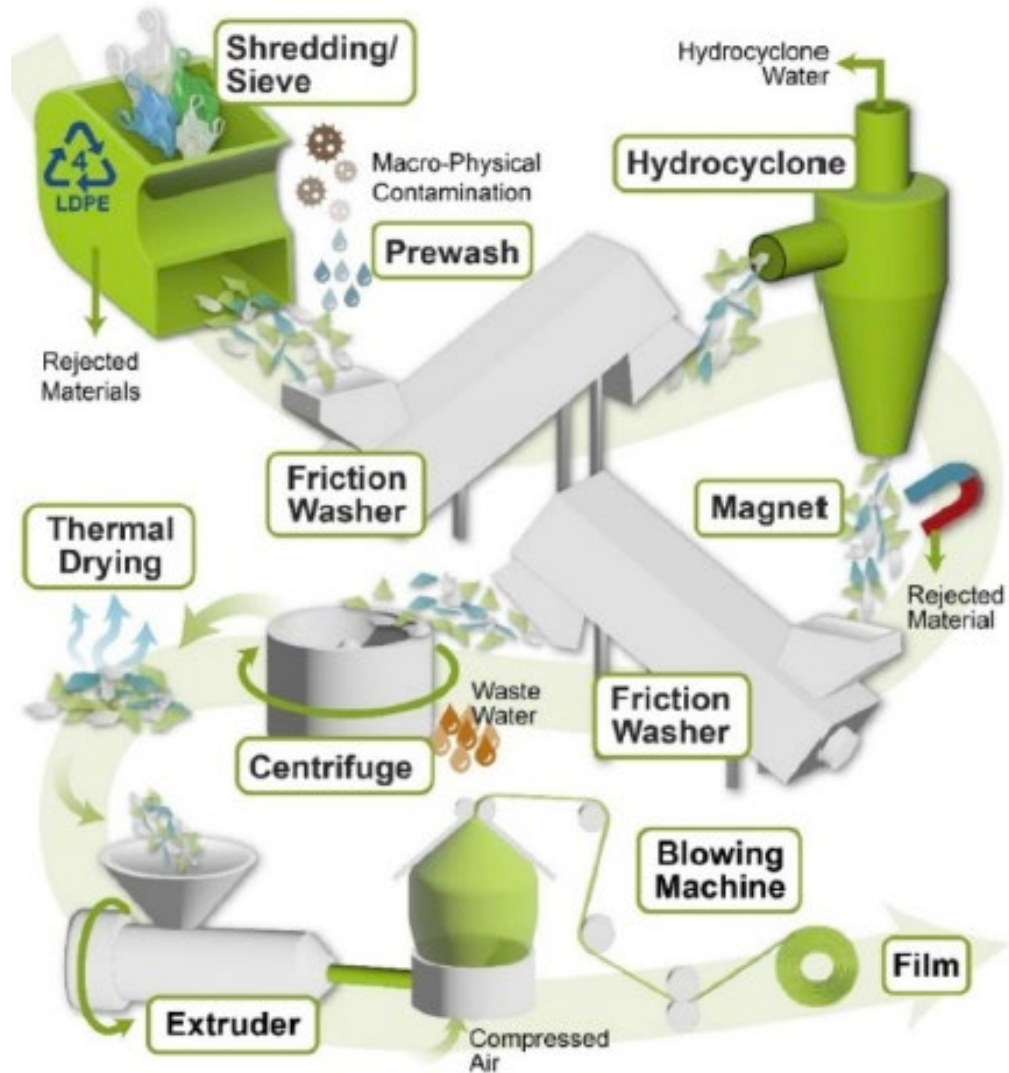 Shredding/
Sieve
4
LDPE
Macro-Physical
Contamination
Prewash
Rejected
Materials
Friction
Washer
Hydrocyclone
Water
Hydrocyclone
Magnet
Rejected
Material
Friction
Washer
Waste
Water
Centrifuge
Thermal
Drying
Extruder
Compressed
Air
Blowing
Machine
Film